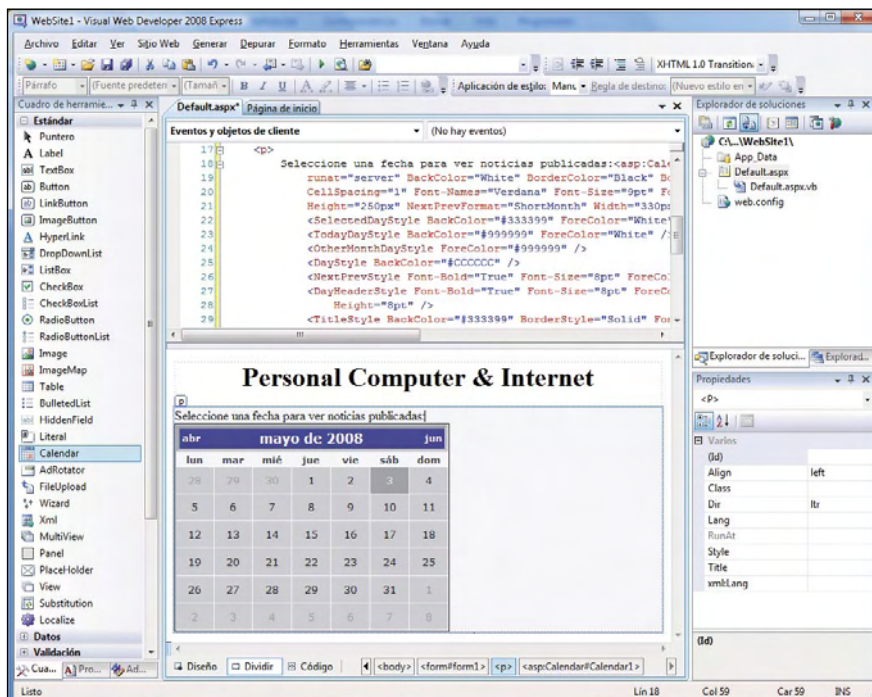 WebSite1 - Visual Web Developer 2008 Express
Archivo Editar Ver Sitio Web Generar Depurar Formato Herramientas Ventana Ayuda
XHTML 1.0 Transition:
Párrafo (Fuente predeter (Tamañ B I U A Aplicación de estilo: Manu Regla de destino: (Nuevo estilo en
Cuadro de herramie...
Estándar
Puntero
Label
TextBox
Button
LinkButton
ImageButton
HyperLink
DropDownList
ListBox
CheckBox
CheckBoxList
RadioButton
RadioButtonList
Image
ImageMap
Table
BulletedList
HiddenField
Literal
Calendar
AdRotator
FileUpload
Wizard
Xml
MultiView
Panel
PlaceHolder
View
Substitution
Localize
Datos
Validación
Cua... Pro... Ad...
Default.aspx* Página de inicio
Eventos y objetos de cliente (No hay eventos)
17 <p>
18 Seleccione una fecha para ver noticias publicadas:<asp:Cale
19 runat="server" BackColor="White" BorderColor="Black" Bo
20 CellSpacing="1" Font-Names="Verdana" Font-Size="9pt" Fo
21 Height="250px" NextPrevFormat="ShortMonth" Width="330px
22 <SelectedDayStyle BackColor="#333399" ForeColor="White"
23 <TodayDayStyle BackColor="#999999" ForeColor="White" /
24 <OtherMonthDayStyle ForeColor="#999999" />
25 <DayStyle BackColor="#CCCCCC" />
26 <NextPrevStyle Font-Bold="True" Font-Size="8pt" ForeCol
27 <DayHeaderStyle Font-Bold="True" Font-Size="8pt" ForeCo
28 Height="8pt" />
29 <TitleStyle BackColor="#333399" BorderStyle="Solid" Fon
Personal Computer & Internet
p
Seleccione una fecha para ver noticias publicadas:
abr mayo de 2008 jun
lun mar mié jue vie sáb dom
28 29 30 1 2 3 4
5 6 7 8 9 10 11
12 13 14 15 16 17 18
19 20 21 22 23 24 25
26 27 28 29 30 31 1
2 3 4 5 6 7 8
Diseño Dividir Código <body> <form#form1> <p> <asp:Calendar#Calendar1>
Explorador de soluciones
C:\...\WebSite1\
App_Data
Default.aspx
Default.aspx.vb
web.config
Explorador de soluci... Explorad...
Propiedades
<P>
Varios
(Id)
Align left
Class
Dir ltr
Lang
RunAt
Style
Title
xml:Lang
(Id)
Listo Lín 18 Col 59 Car 59 INS